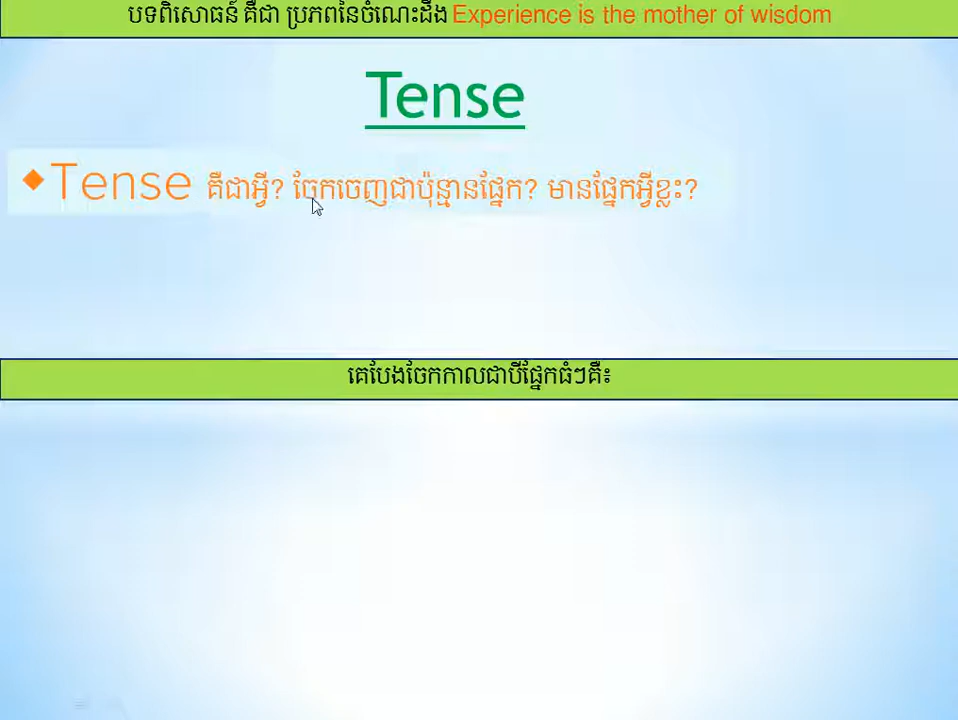 បទពិសោធន៍ គឺជា ប្រភពនៃចំណេះដឹង Experience is the mother of wisdom
Tense
Tense គឺជាអ្វី? ចែកចេញជាប៉ុន្មានផ្នែក? មានផ្នែកអ្វីខ្លះ?
គេបែងចែកកាលជាបីផ្នែកធំៗគឺ៖